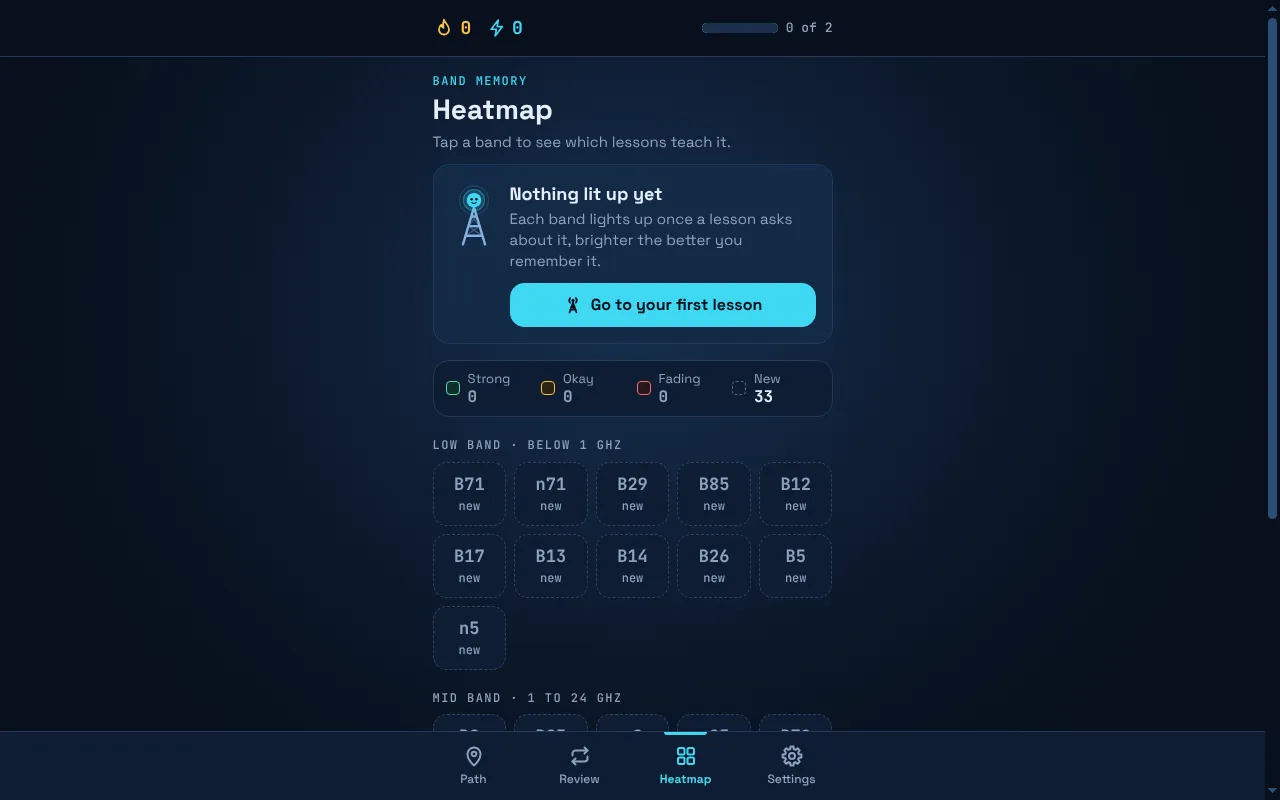 0 0 0 of 2
BAND MEMORY
Heatmap
Tap a band to see which lessons teach it.
Nothing lit up yet
Each band lights up once a lesson asks
about it, brighter the better you
remember it.
Go to your first lesson
Strong Okay Fading New
0 0 0 33
LOW BAND · BELOW 1 GHZ
B71 n71 B29 B85 B12
new new new new new
B17 B13 B14 B26 B5
new new new new new
n5
new
MID BAND · 1 TO 24 GHZ
Path Review Heatmap Settings